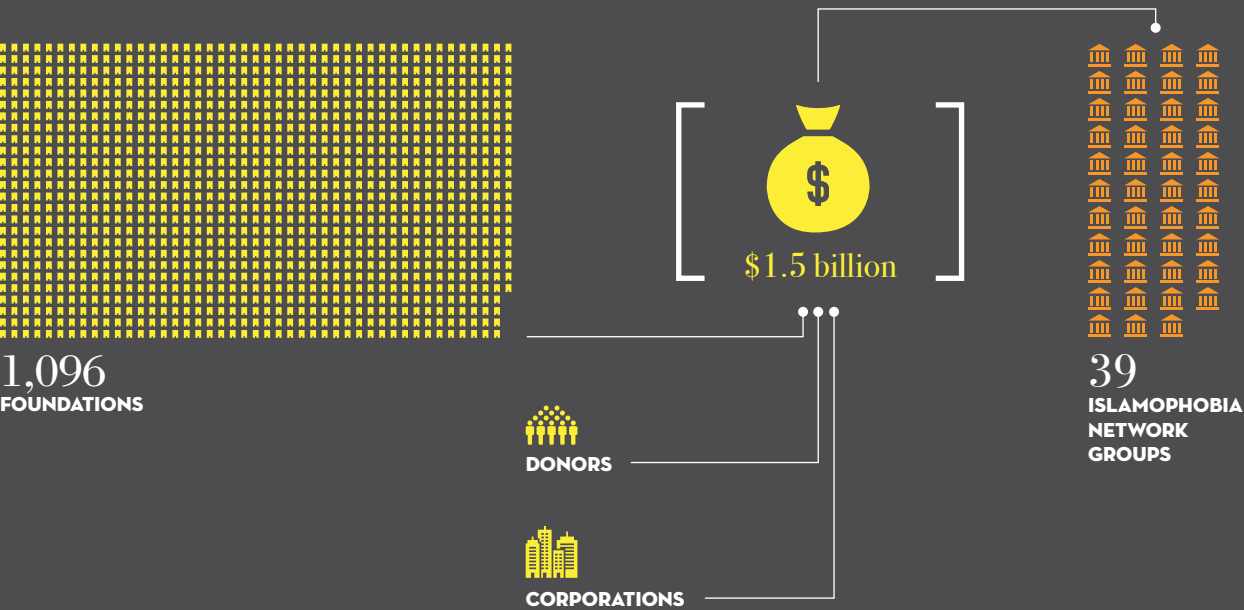 $
$1.5 billion
1,096
FOUNDATIONS
DONORS
CORPORATIONS
39
ISLAMOPHOBIA
NETWORK
GROUPS